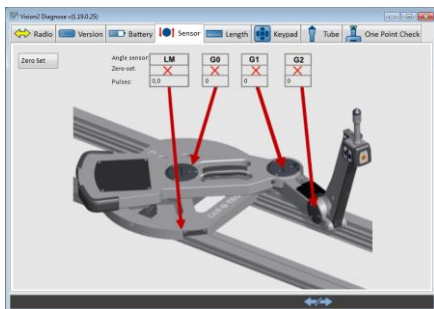 Vision2 Diagnose v(1.19.0.25)
Radio Version Battery Sensor Length Keypad Tube One Point Check
Zero Set
Angle sensor: LM G0 G1 G2
Zero-set:
Pulses: 0,0 0 0 0